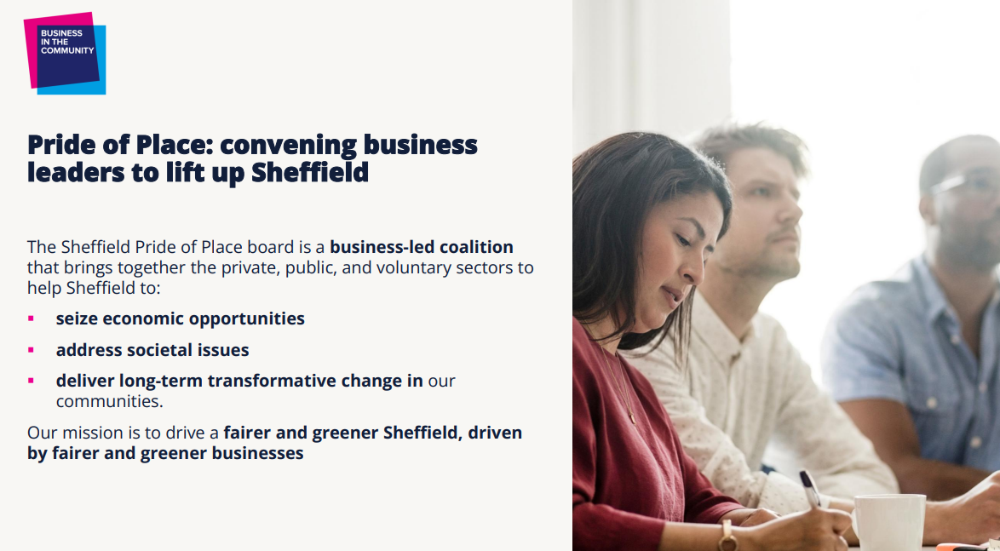 BUSINESS
IN THE
COMMUNITY
Pride of Place: convening business
leaders to lift up Sheffield
The Sheffield Pride of Place board is a business-led coalition
that brings together the private, public, and voluntary sectors to
help Sheffield to:
▪ seize economic opportunities
▪ address societal issues
▪ deliver long-term transformative change in our
communities.
Our mission is to drive a fairer and greener Sheffield, driven
by fairer and greener businesses